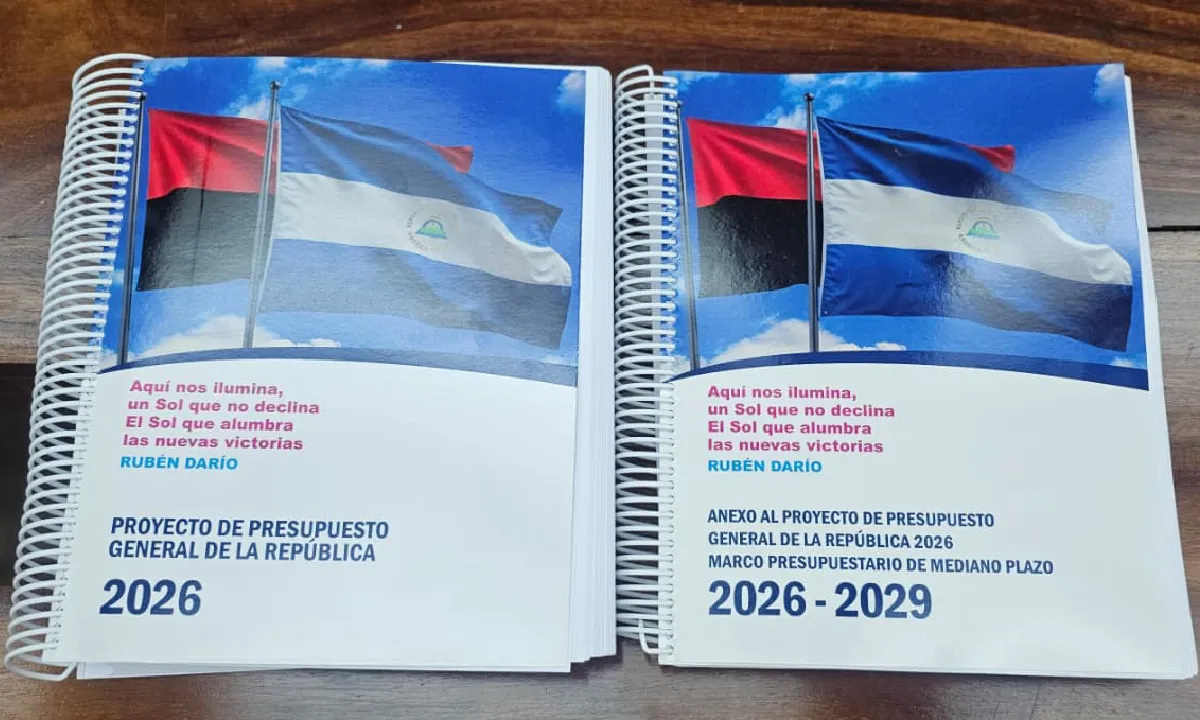 Aquí nos ilumina,
un Sol que no declina
El Sol que alumbra
las nuevas victorias
RUBÉN DARÍO
PROYECTO DE PRESUPUESTO
GENERAL DE LA REPÚBLICA
2026
Aquí nos ilumina,
un Sol que no declina
El Sol que alumbra
las nuevas victorias
RUBÉN DARÍO
ANEXO AL PROYECTO DE PRESUPUESTO
GENERAL DE LA REPÚBLICA 2026
MARCO PRESUPUESTARIO DE MEDIANO PLAZO
2026 - 2029